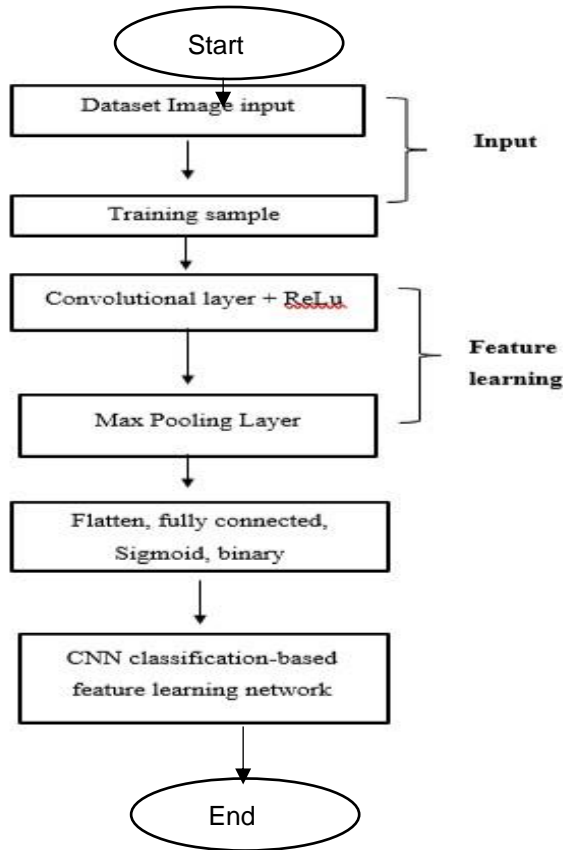 Start
Dataset Image input
Input
Training sample
Convolutional layer + ReLu
Feature
learning
Max Pooling Layer
Flatten, fully connected,
Sigmoid, binary
CNN classification-based
feature learning network
End